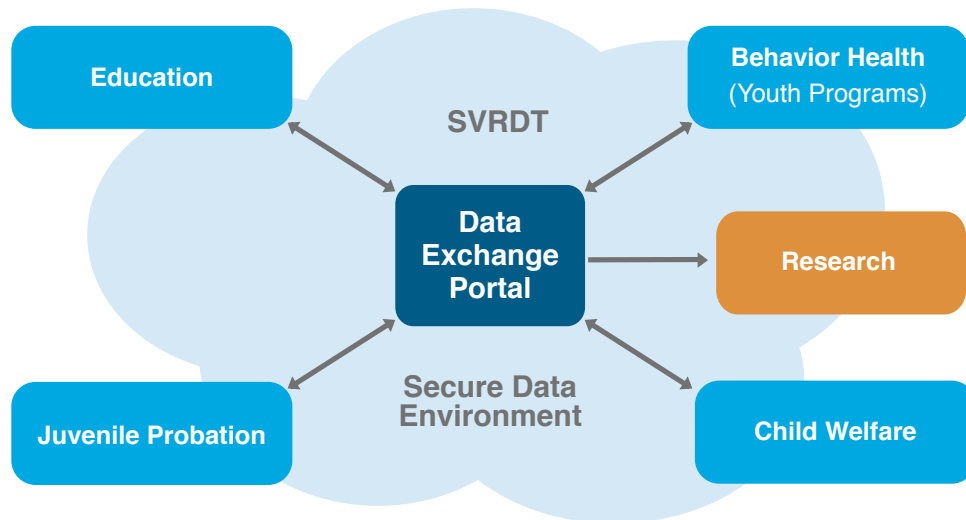 Education
Behavior Health
(Youth Programs)
SVRDT
Data
Exchange
Portal
Research
Secure Data
Environment
Juvenile Probation
Child Welfare